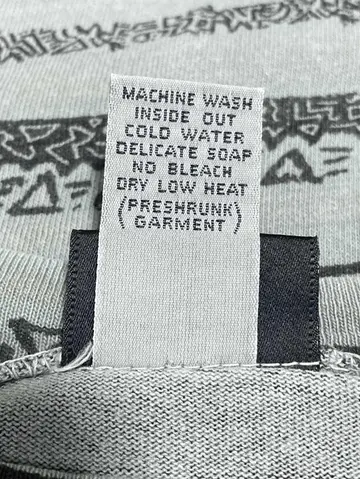 MACHINE WASH
INSIDE OUT
COLD WATER
DELICATE SOAP
NO BLEACH
DRY LOW HEAT
(PRESHRUNK)
(GARMENT)